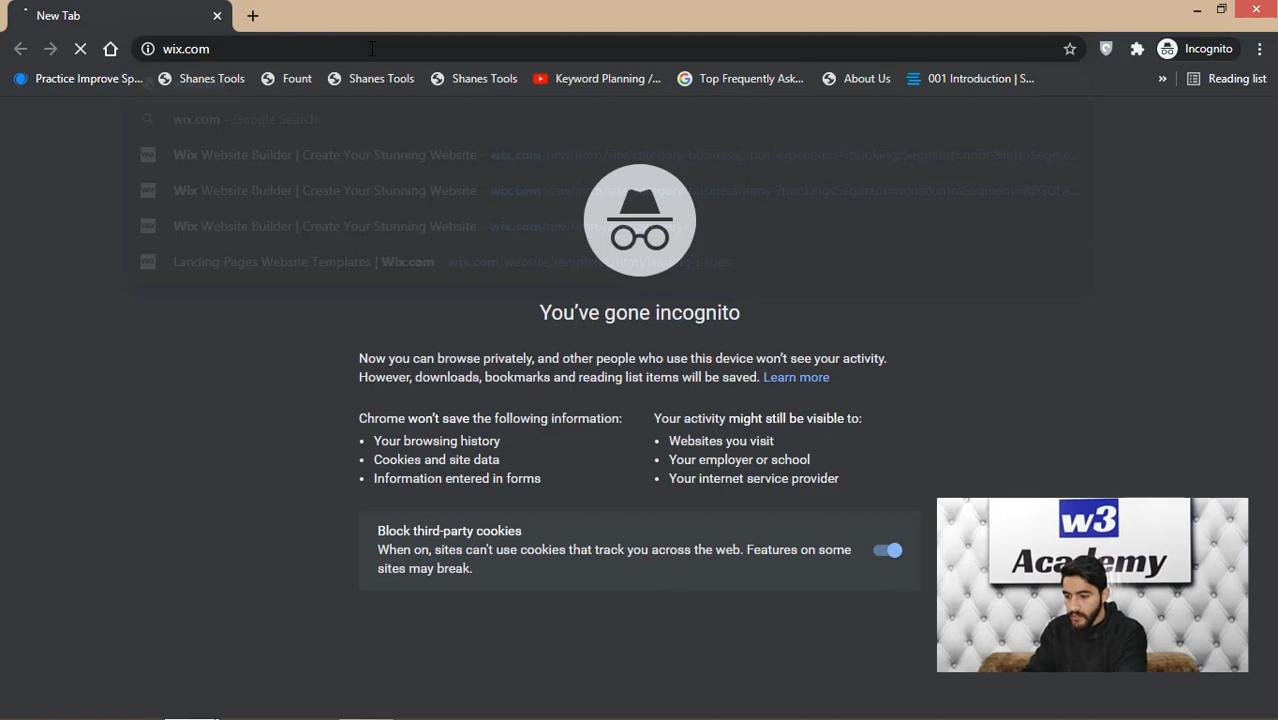 New Tab
wix.com
Incognito
Practice Improve Sp...
Shanes Tools
Fount
Shanes Tools
Shanes Tools
Keyword Planning /...
Top Frequently Ask...
About Us
001 Introduction | S...
»
Reading list
wix.com - Google Search
Wix Website Builder | Create Your Stunning Website -
Wix Website Builder | Create Your Stunning Website -
Wix Website Builder | Create Your Stunning Website -
Landing Pages Website Templates | Wix.com -
You've gone incognito
Now you can browse privately, and other people who use this device won't see your activity.
However, downloads, bookmarks and reading list items will be saved. Learn more
Chrome won't save the following information:
• Your browsing history
• Cookies and site data
• Information entered in forms
Your activity might still be visible to:
• Websites you visit
• Your employer or school
• Your internet service provider
Block third-party cookies
When on, sites can't use cookies that track you across the web. Features on some
sites may break.
w3
Academy